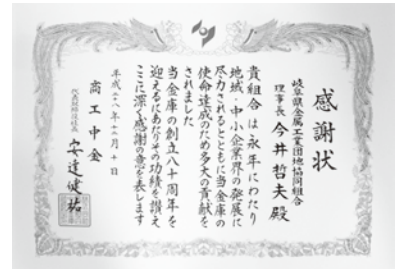 感謝状
岐阜県金属工業団地協同組合
理事長 今井哲夫 殿
貴組合は永年にわたり
地域・中小企業界の発展に
尽力されるとともに当金庫の
使命達成のため多大の貢献を
されました
当金庫の創立八十周年を
迎えるにあたりその功績を讃え
ここに深く感謝の意を表します
平成二八年十二月十日
商工中金
代表取締役社長 安達健祐